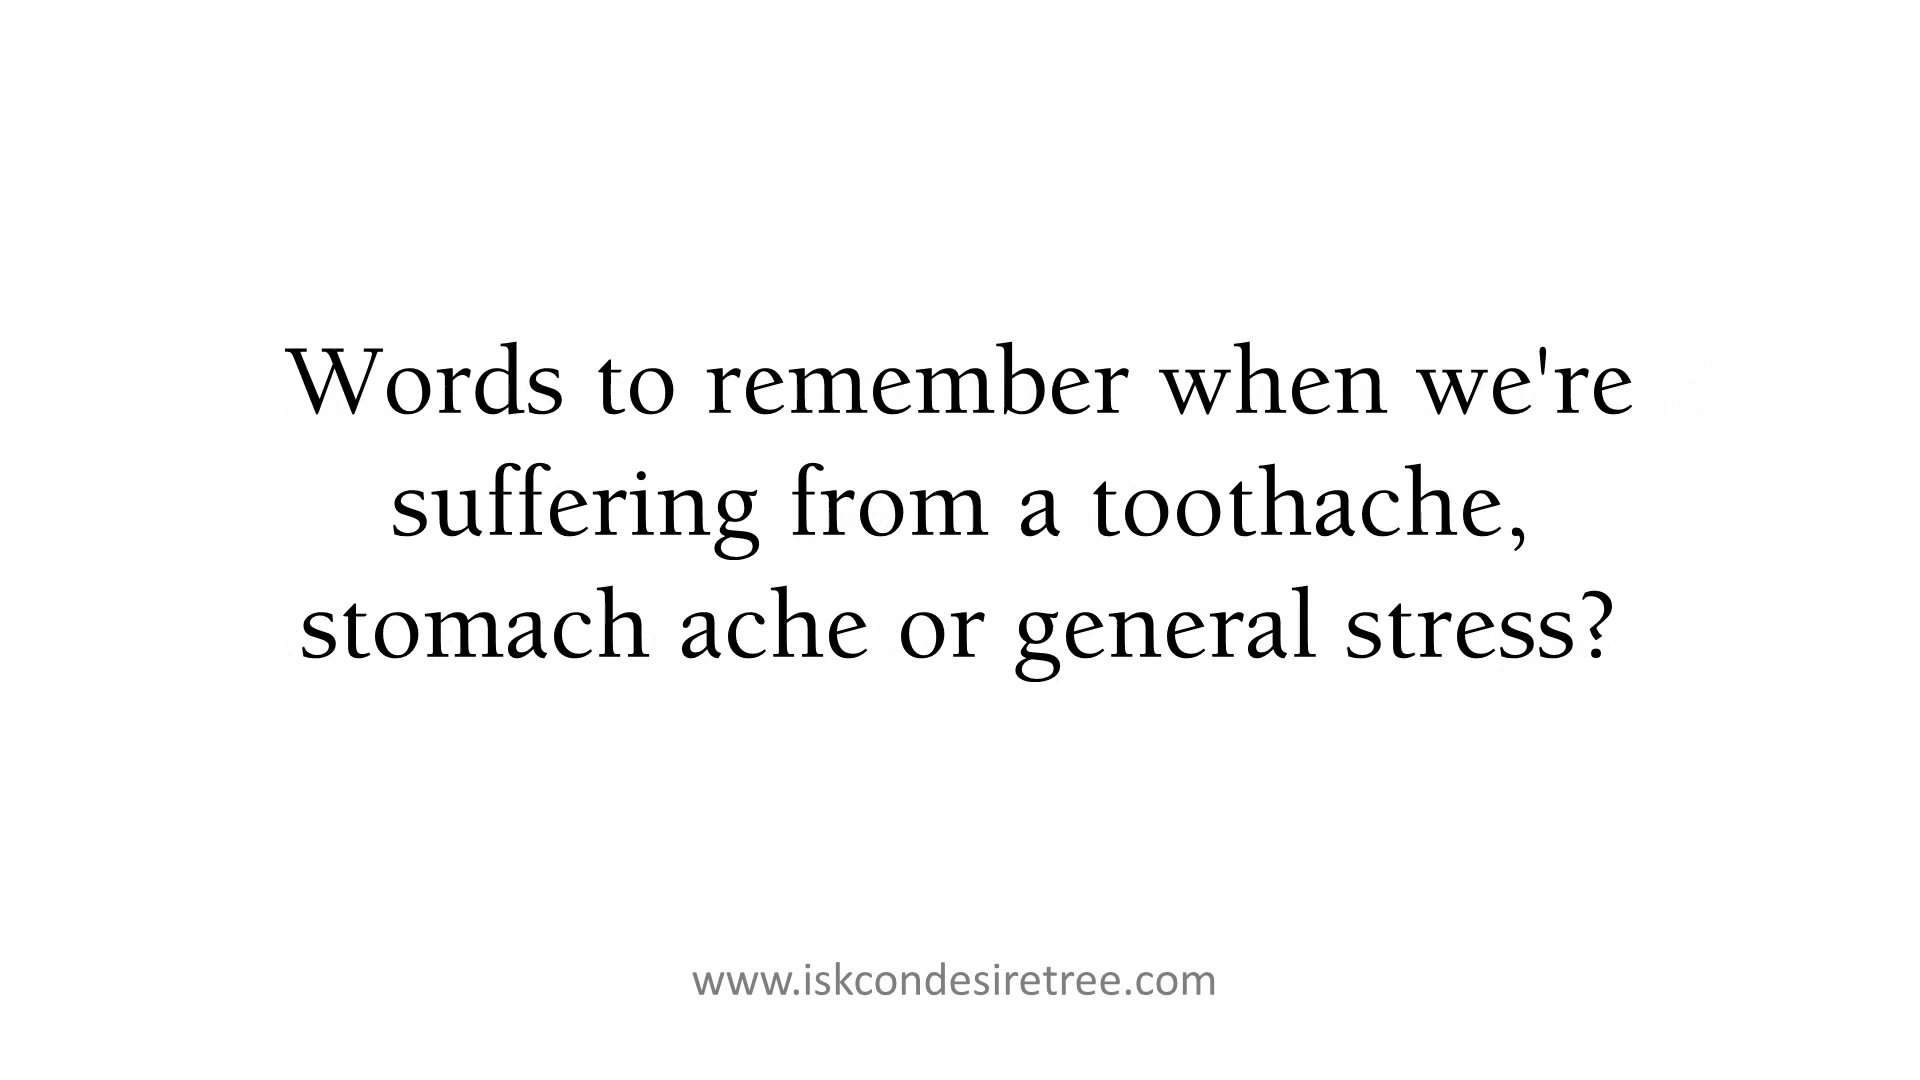 Words to remember when we're
suffering from a toothache,
stomach ache or general stress?
www.iskcondesiretree.com